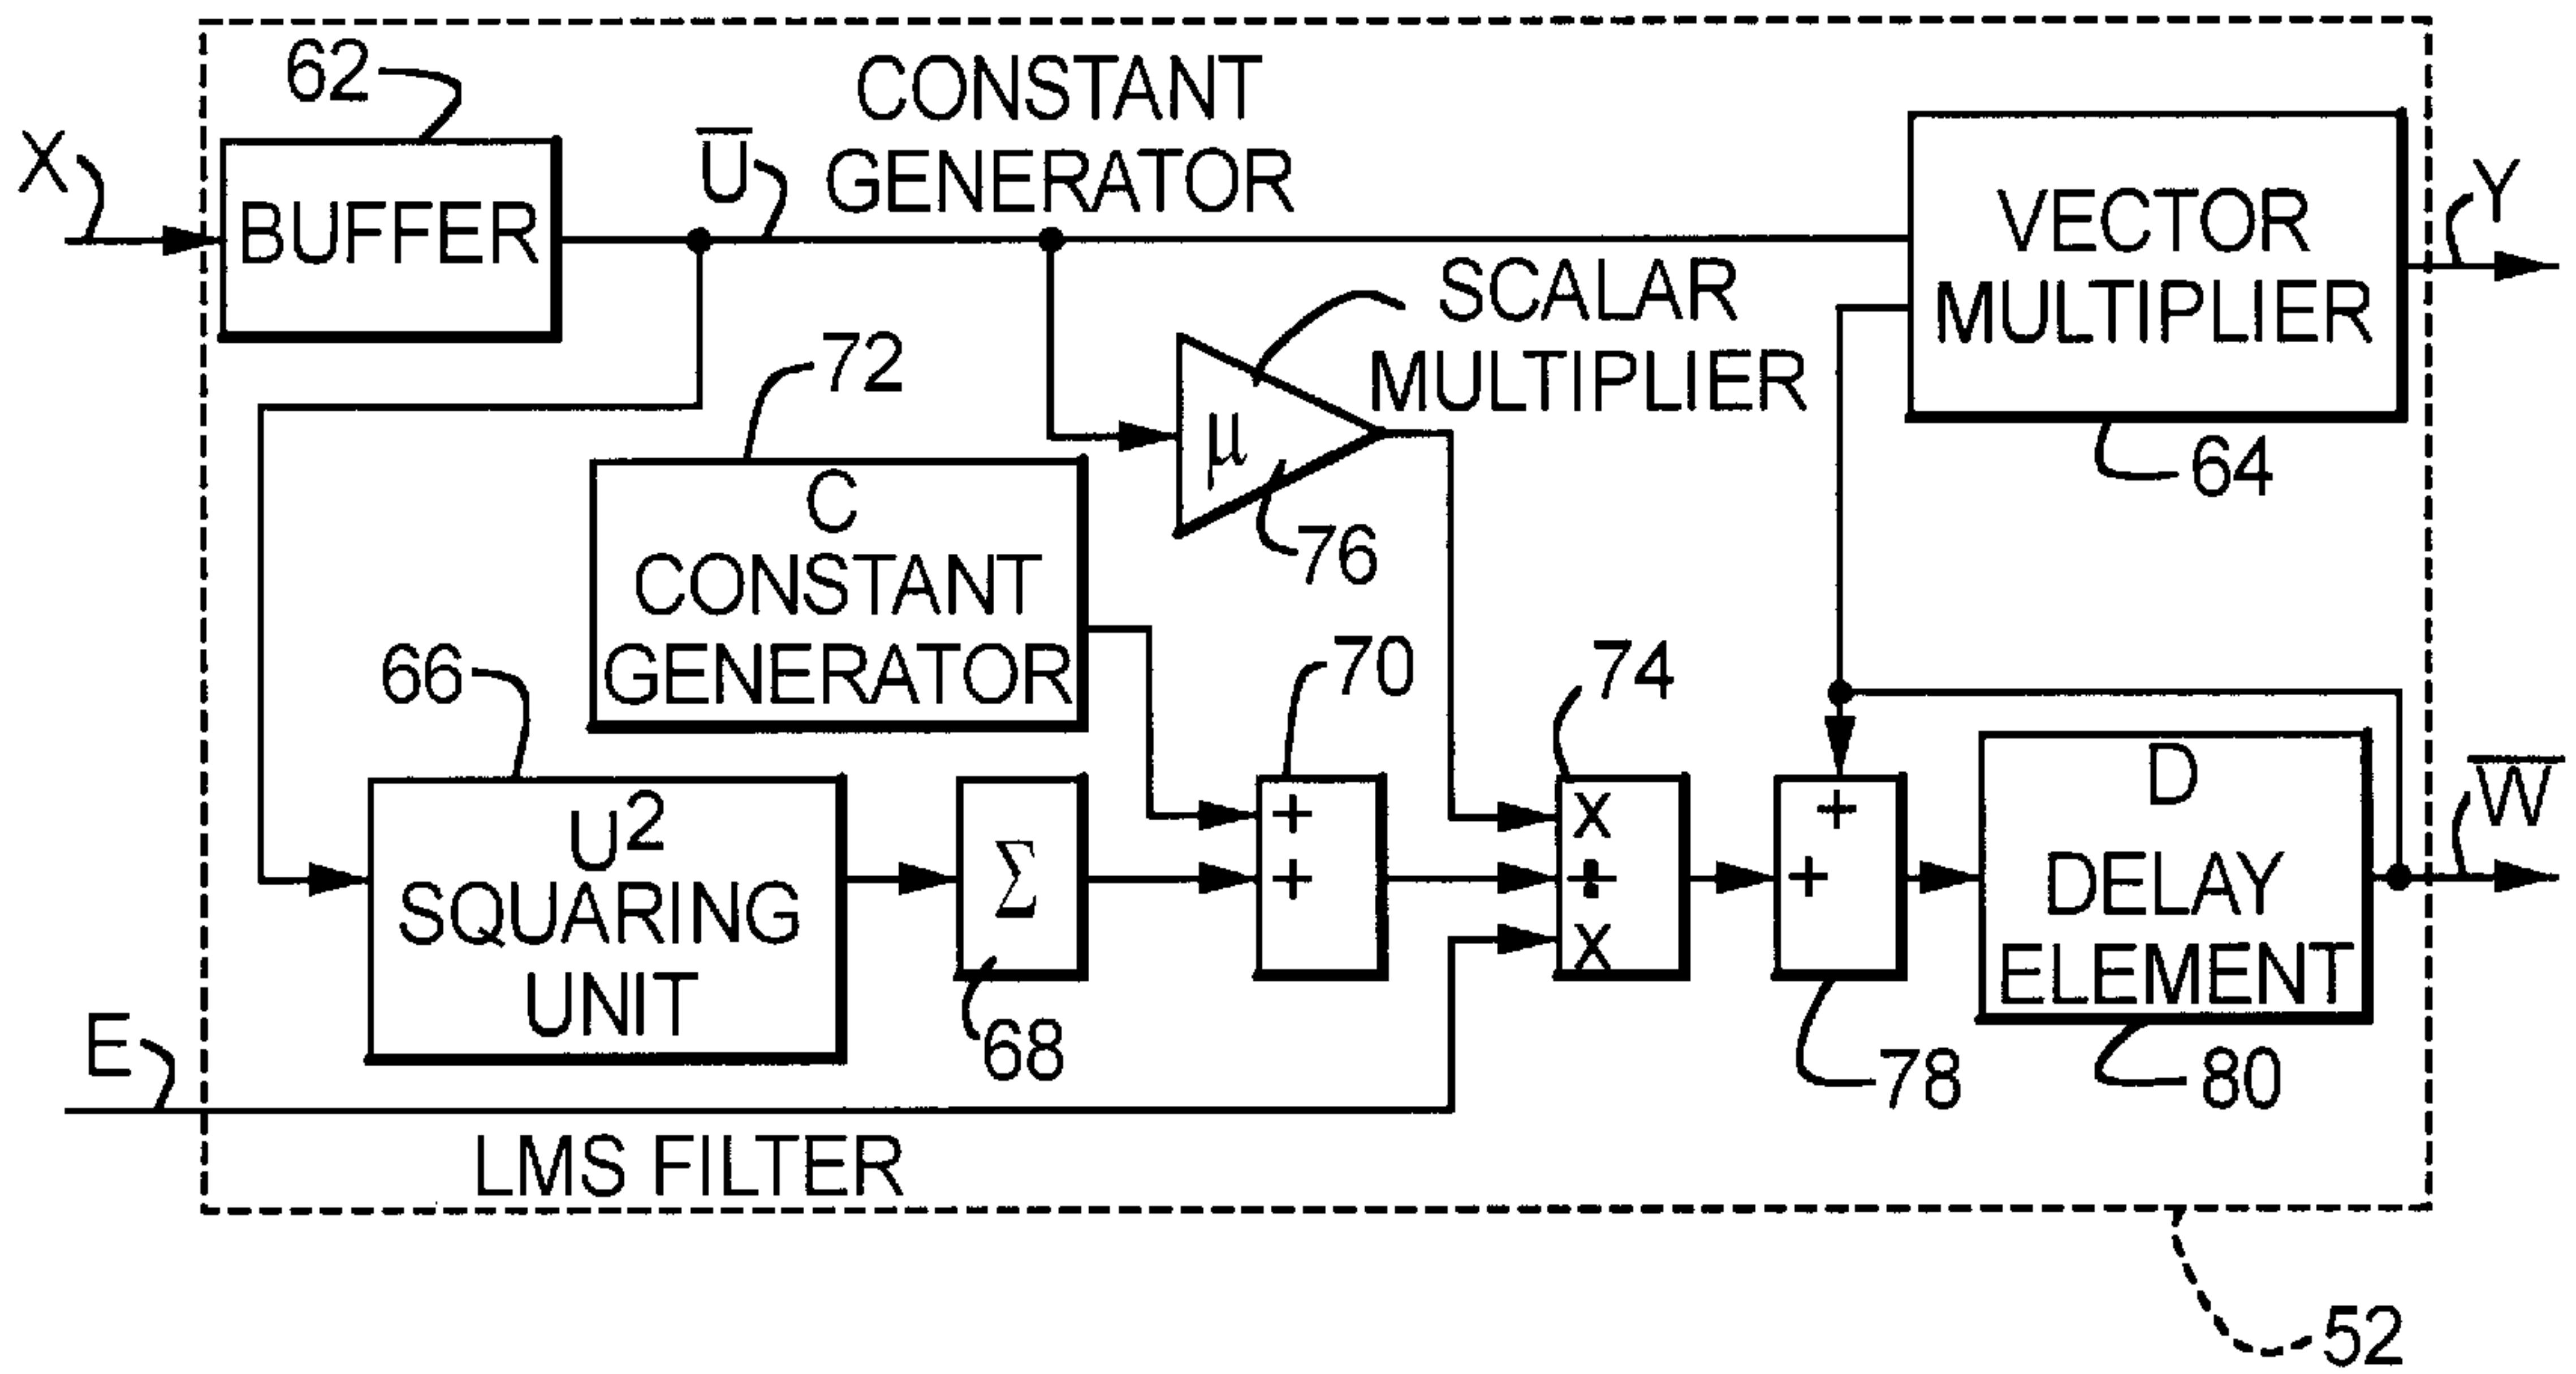 62
CONSTANT
GENERATOR
X
BUFFER
U̅
VECTOR
MULTIPLIER
Y
SCALAR
MULTIPLIER
72
μ
64
C
CONSTANT
GENERATOR
76
66
70
74
U²
SQUARING
UNIT
Σ
+
+
X
÷
X
+
+
D
DELAY
ELEMENT
W̅
E
68
78
80
LMS FILTER
52